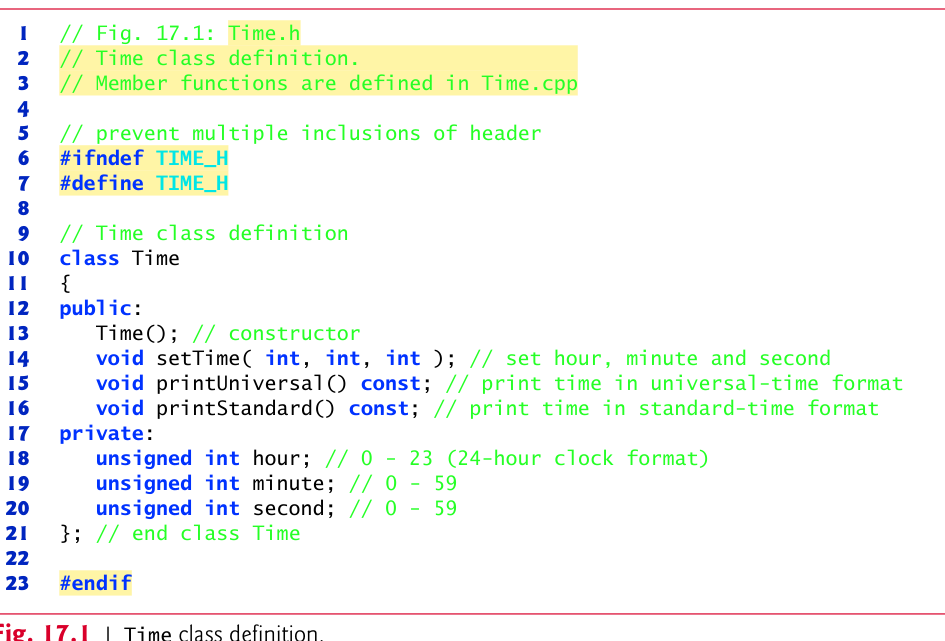 1 // Fig. 17.1: Time.h
2 // Time class definition.
3 // Member functions are defined in Time.cpp
4
5 // prevent multiple inclusions of header
6 #ifndef TIME_H
7 #define TIME_H
8
9 // Time class definition
10 class Time
11 {
12 public:
13    Time(); // constructor
14    void setTime( int, int, int ); // set hour, minute and second
15    void printUniversal() const; // print time in universal-time format
16    void printStandard() const; // print time in standard-time format
17 private:
18    unsigned int hour; // 0 - 23 (24-hour clock format)
19    unsigned int minute; // 0 - 59
20    unsigned int second; // 0 - 59
21 }; // end class Time
22
23 #endif
Fig. 17.1 | Time class definition.